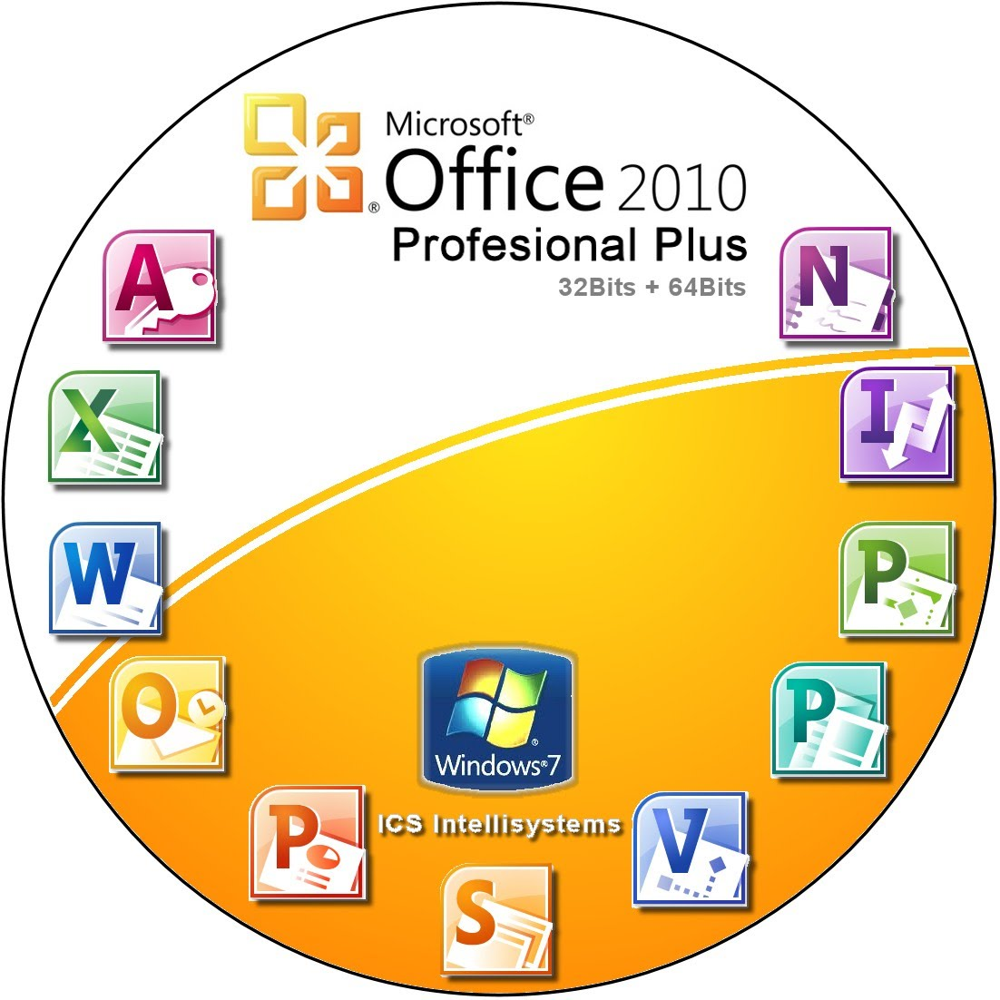 Microsoft®
Office 2010
®
Profesional Plus
32Bits + 64Bits
A
N
X
I
W
P
O
P
Windows®7
®
P
ICS Intellisystems
V
S